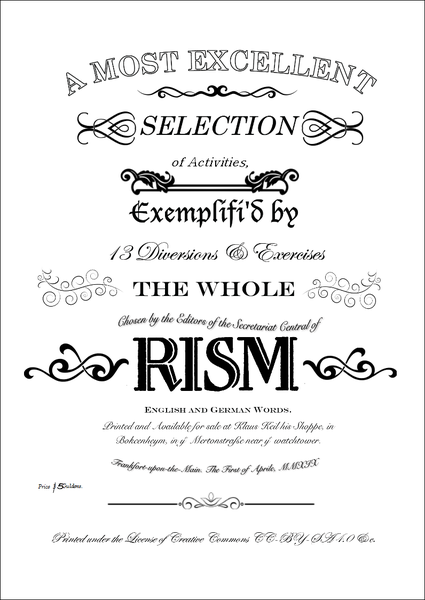 A MOST EXCELLENT
SELECTION
of Activities,
Exemplifi'd by
13 Diversions & Exercises
THE WHOLE
Chosen by the Editors of the Secretariat Central of
RISM
ENGLISH AND GERMAN WORDS.
Printed and Available for sale at Klaus Keil his Shoppe, in
Bokcenheym, in yͤ Mertonstraße near yͤ watchtower.
Frankfort-upon-the-Main. The First of Aprile, MMXIX
Price 15 Guldens.
Printed under the License of Creative Commons CC-BY-SA 4.0 &c.